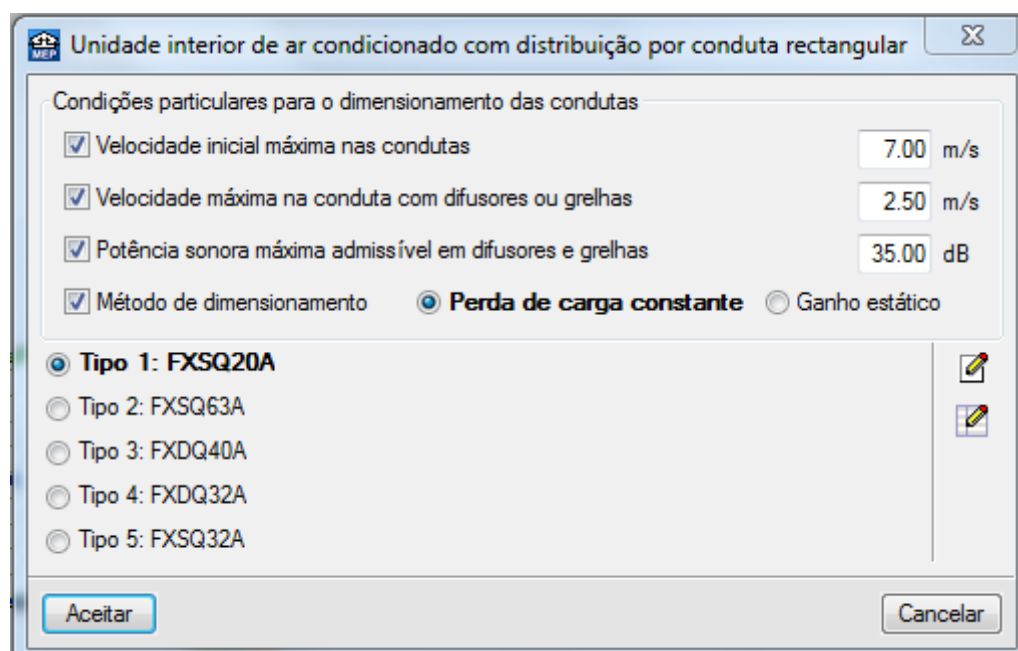 MEP
Unidade interior de ar condicionado com distribuição por conduta rectangular
Condições particulares para o dimensionamento das condutas
Velocidade inicial máxima nas condutas 7.00 m/s
Velocidade máxima na conduta com difusores ou grelhas 2.50 m/s
Potência sonora máxima admissível em difusores e grelhas 35.00 dB
Método de dimensionamento Perda de carga constante Ganho estático
Tipo 1: FXSQ20A
Tipo 2: FXSQ63A
Tipo 3: FXDQ40A
Tipo 4: FXDQ32A
Tipo 5: FXSQ32A
Aceitar Cancelar